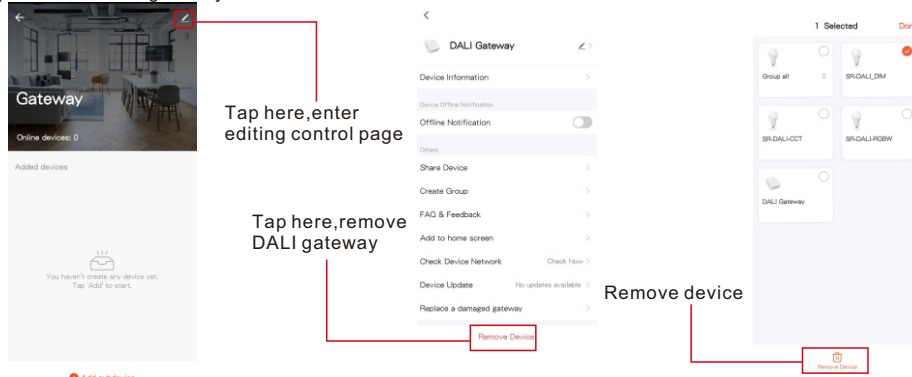 Gateway
Online devices: 0
Added devices
You haven't create any device yet.
Tap 'Add' to start.
Tap here,enter
editing control page
Tap here,remove
DALI gateway
DALI Gateway
Device Information
Device Offline Notification
Offline Notification
Others
Share Device
Create Group
FAQ & Feedback
Add to home screen
Check Device Network Check Now
Device Update No updates available
Replace a damaged gateway
Remove Device
Remove device
1 Selected
Group all
SR-DALI_DIM
SR-DALI-CCT
SR-DALI-RGBW
DALI Gateway
Remove Device